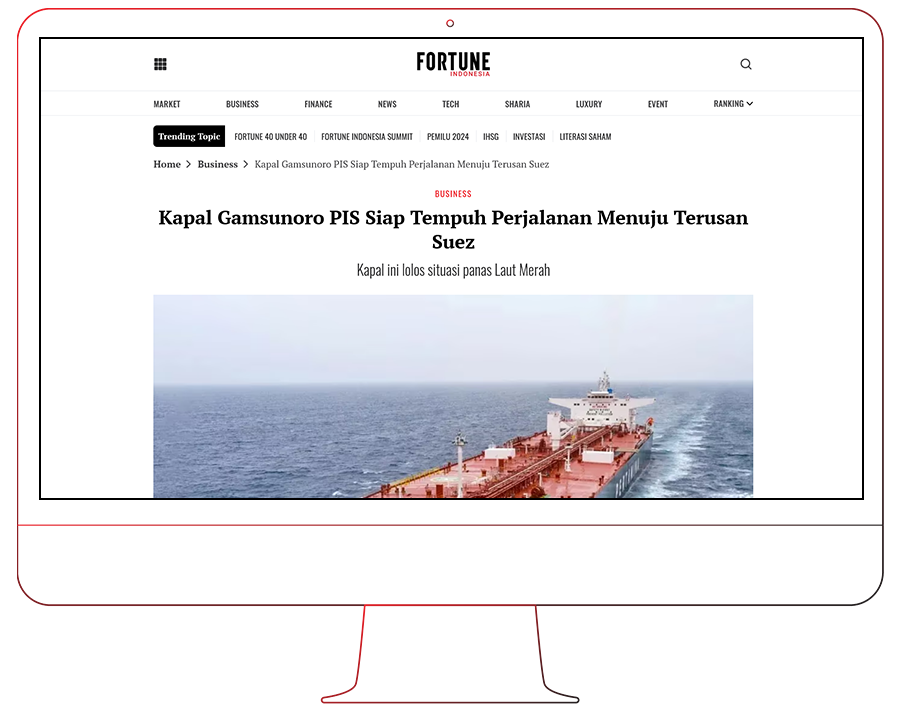 FORTUNE
INDONESIA
MARKET BUSINESS FINANCE NEWS TECH SHARIA LUXURY EVENT RANKING
Trending Topic FORTUNE 40 UNDER 40 FORTUNE INDONESIA SUMMIT PEMILU 2024 IHSG INVESTASI LITERASI SAHAM
Home > Business > Kapal Gamsunoro PIS Siap Tempuh Perjalanan Menuju Terusan Suez
BUSINESS
Kapal Gamsunoro PIS Siap Tempuh Perjalanan Menuju Terusan
Suez
Kapal ini lolos situasi panas Laut Merah